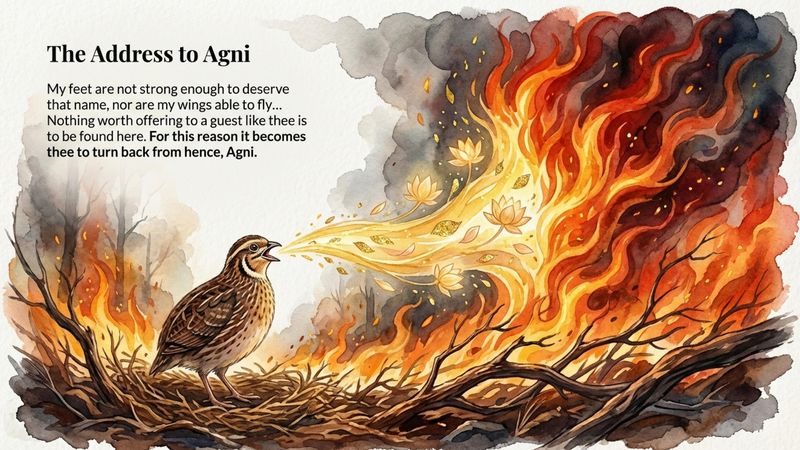 The Address to Agni
My feet are not strong enough to deserve
that name, nor are my wings able to fly...
Nothing worth offering to a guest like thee is
to be found here. For this reason it becomes
thee to turn back from hence, Agni.